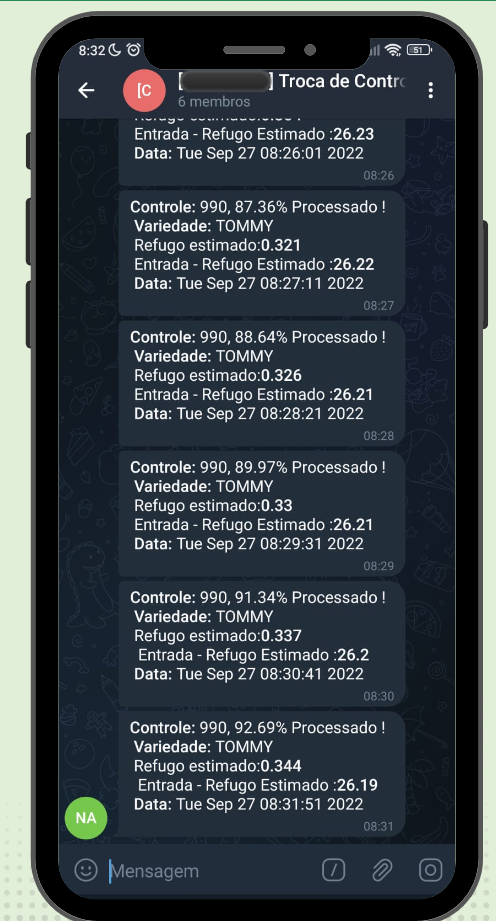 8:32
51
[C
[
] Troca de Contro
6 membros
Entrada - Refugo Estimado :26.23
Data: Tue Sep 27 08:26:01 2022
08:26
Controle: 990, 87.36% Processado !
Variedade: TOMMY
Refugo estimado:0.321
Entrada - Refugo Estimado :26.22
Data: Tue Sep 27 08:27:11 2022
08:27
Controle: 990, 88.64% Processado !
Variedade: TOMMY
Refugo estimado:0.326
Entrada - Refugo Estimado :26.21
Data: Tue Sep 27 08:28:21 2022
08:28
Controle: 990, 89.97% Processado !
Variedade: TOMMY
Refugo estimado:0.33
Entrada - Refugo Estimado :26.21
Data: Tue Sep 27 08:29:31 2022
08:29
Controle: 990, 91.34% Processado !
Variedade: TOMMY
Refugo estimado:0.337
Entrada - Refugo Estimado :26.2
Data: Tue Sep 27 08:30:41 2022
08:30
Controle: 990, 92.69% Processado !
Variedade: TOMMY
Refugo estimado:0.344
Entrada - Refugo Estimado :26.19
Data: Tue Sep 27 08:31:51 2022
08:31
NA
Mensagem